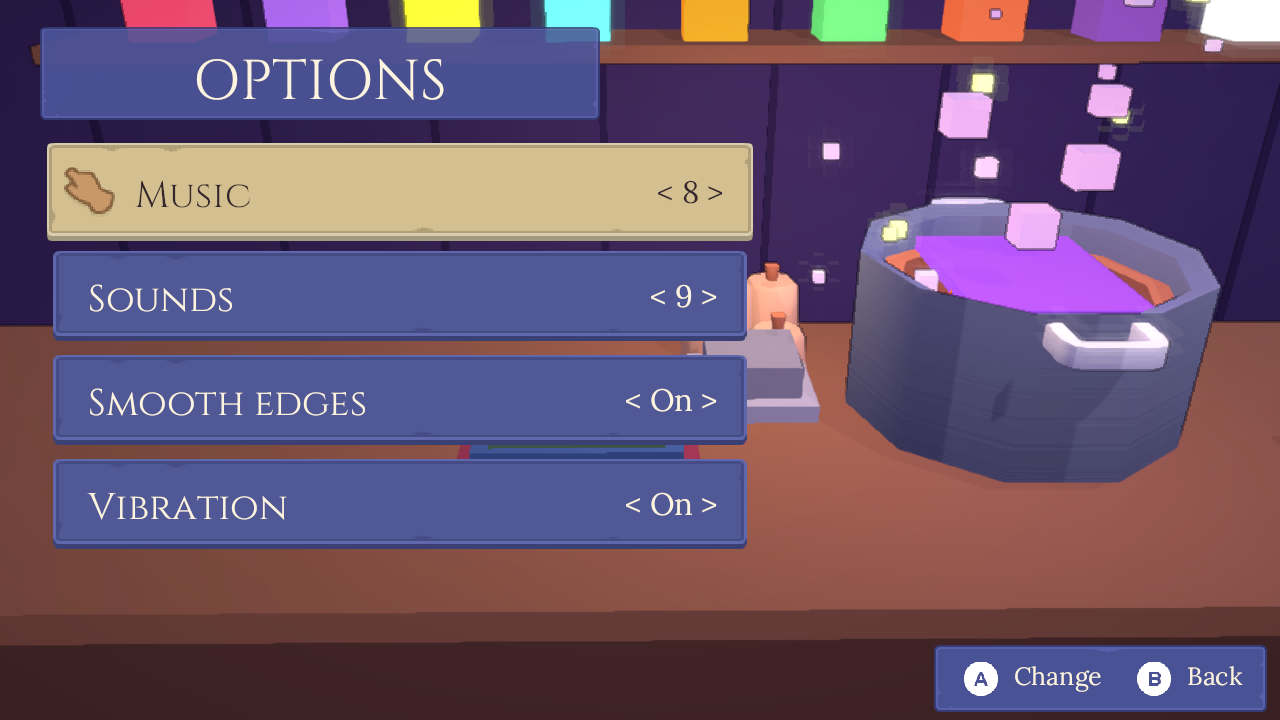 OPTIONS
Music < 8 >
Sounds < 9 >
Smooth edges < On >
Vibration < On >
A Change B Back